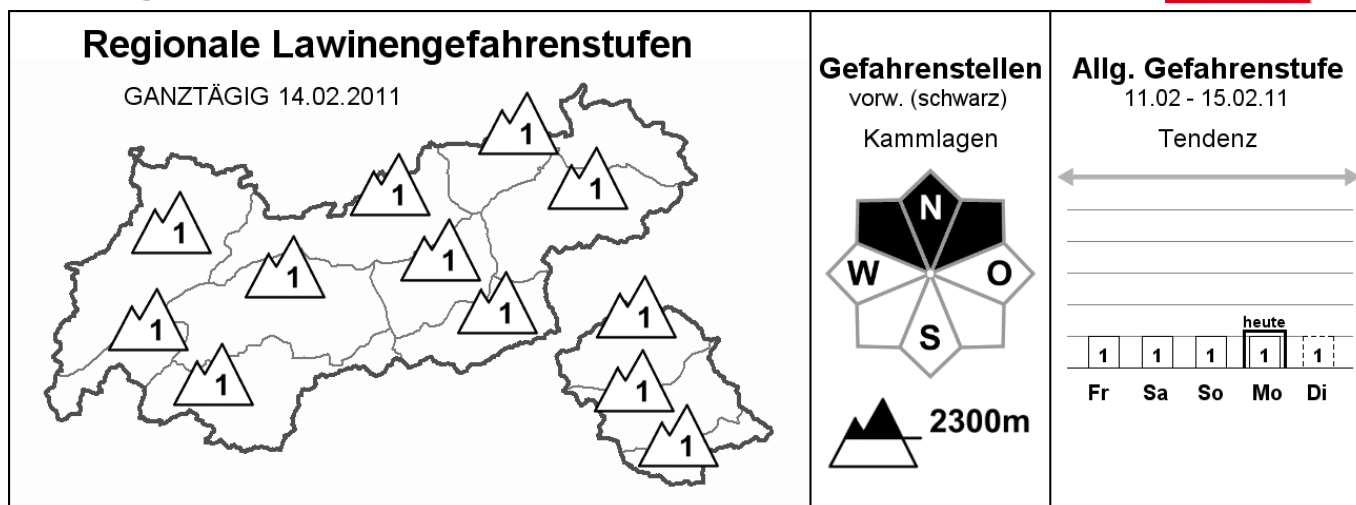 Regionale Lawinengefahrenstufen
GANZTÄGIG 14.02.2011
1
1
1
1
1
1
1
1
1
1
1
1
Gefahrenstellen
vorw. (schwarz)
Kammlagen
N
W
O
S
2300m
Allg. Gefahrenstufe
11.02 - 15.02.11
Tendenz
heute
1 1 1 1 1
Fr Sa So Mo Di